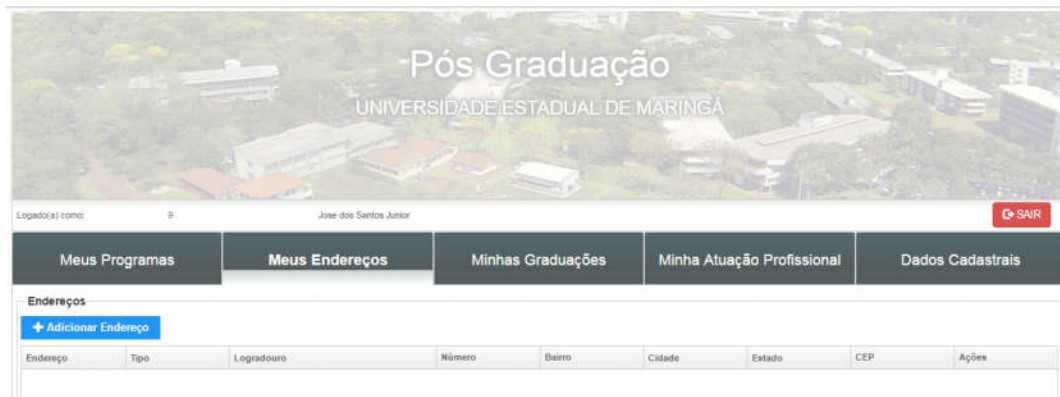 Pós Graduação
UNIVERSIDADE ESTADUAL DE MARINGÁ
Logado(a) como: 9 Jose dos Santos Junior SAIR
Meus Programas Meus Endereços Minhas Graduações Minha Atuação Profissional Dados Cadastrais
Endereços
+ Adicionar Endereço
Endereço Tipo Logradouro Número Bairro Cidade Estado CEP Ações